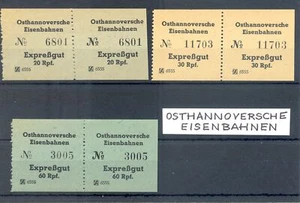 Osthannoversche
Eisenbahnen
№ 6801
Expreßgut
20 Rpf.
Osthannoversche
Eisenbahnen
№ 6801
Expreßgut
20 Rpf.
Osthannoversche
Eisenbahnen
№ 11703
Expreßgut
30 Rpf.
Osthannoversche
Eisenbahnen
№ 11703
Expreßgut
30 Rpf.
OSTHANNOVERSCHE
EISENBAHNEN
Osthannoversche
Eisenbahnen
№ 3005
Expreßgut
60 Rpf.
Osthannoversche
Eisenbahnen
№ 3005
Expreßgut
60 Rpf.